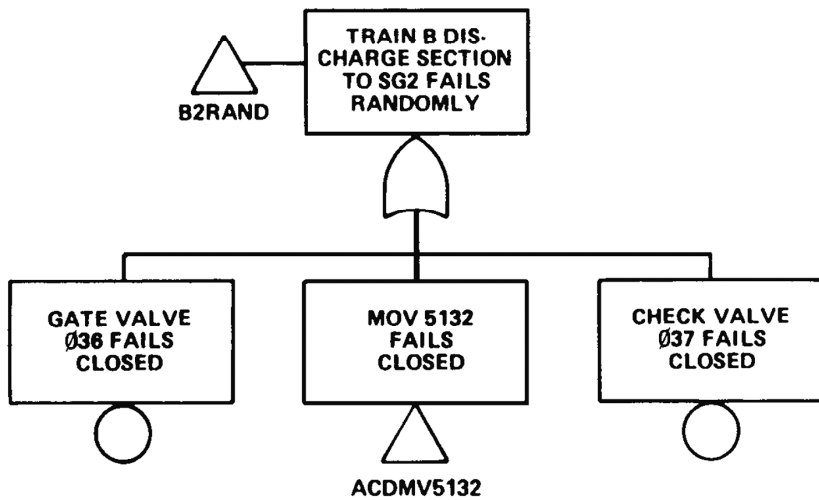 TRAIN B DIS-
CHARGE SECTION
TO SG2 FAILS
RANDOMLY
B2RAND
GATE VALVE
Ø36 FAILS
CLOSED
MOV 5132
FAILS
CLOSED
CHECK VALVE
Ø37 FAILS
CLOSED
ACDMV5132